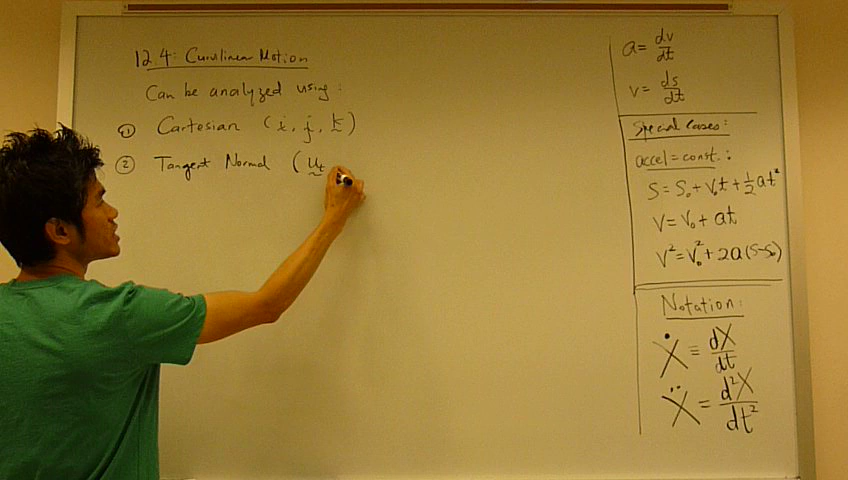 12.4: Curvilinear Motion
Can be analyzed using:
① Cartesian (i, j, k)
② Tangent Normal (u_t
a = dv/dt
v = ds/dt
Special Cases:
accel = const.:
S = S₀ + V₀t + ½at²
V = V₀ + at
V² = V₀² + 2a(S-S₀)
Notation:
Ẋ ≡ dX/dt
Ẍ = d²X/dt²